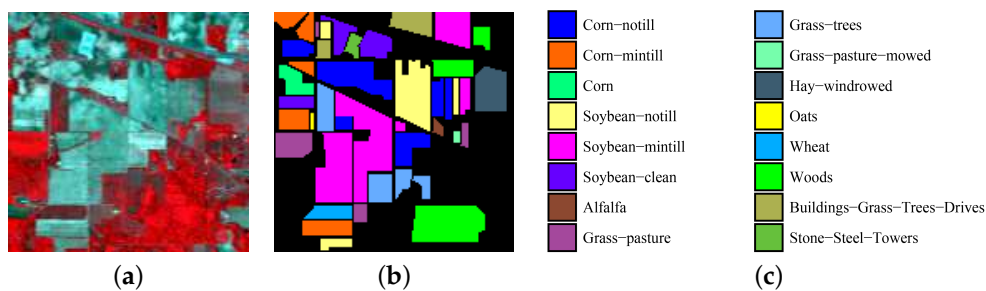 Corn−notill
Corn−mintill
Corn
Soybean−notill
Soybean−mintill
Soybean−clean
Alfalfa
Grass−pasture
Grass−trees
Grass−pasture−mowed
Hay−windrowed
Oats
Wheat
Woods
Buildings−Grass−Trees−Drives
Stone−Steel−Towers
(a)
(b)
(c)